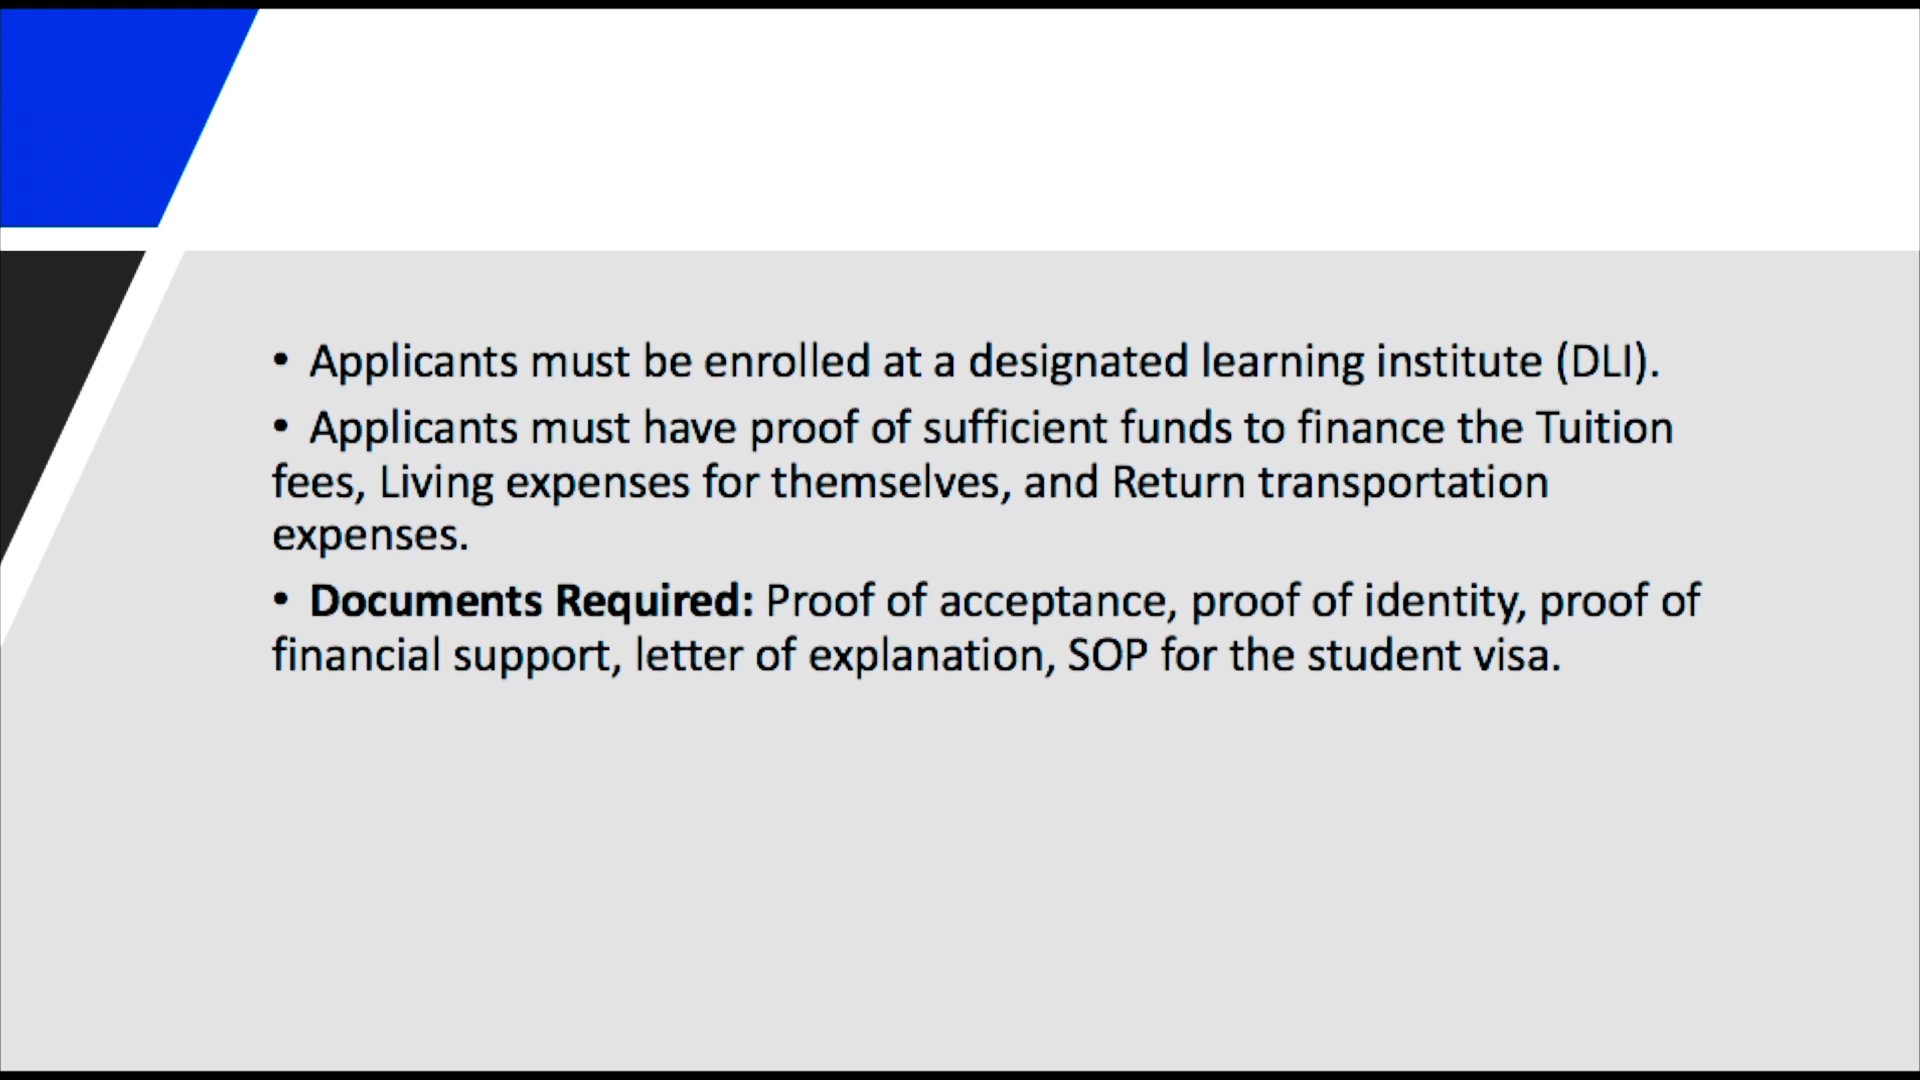 • Applicants must be enrolled at a designated learning institute (DLI).
• Applicants must have proof of sufficient funds to finance the Tuition
fees, Living expenses for themselves, and Return transportation
expenses.
• Documents Required: Proof of acceptance, proof of identity, proof of
financial support, letter of explanation, SOP for the student visa.